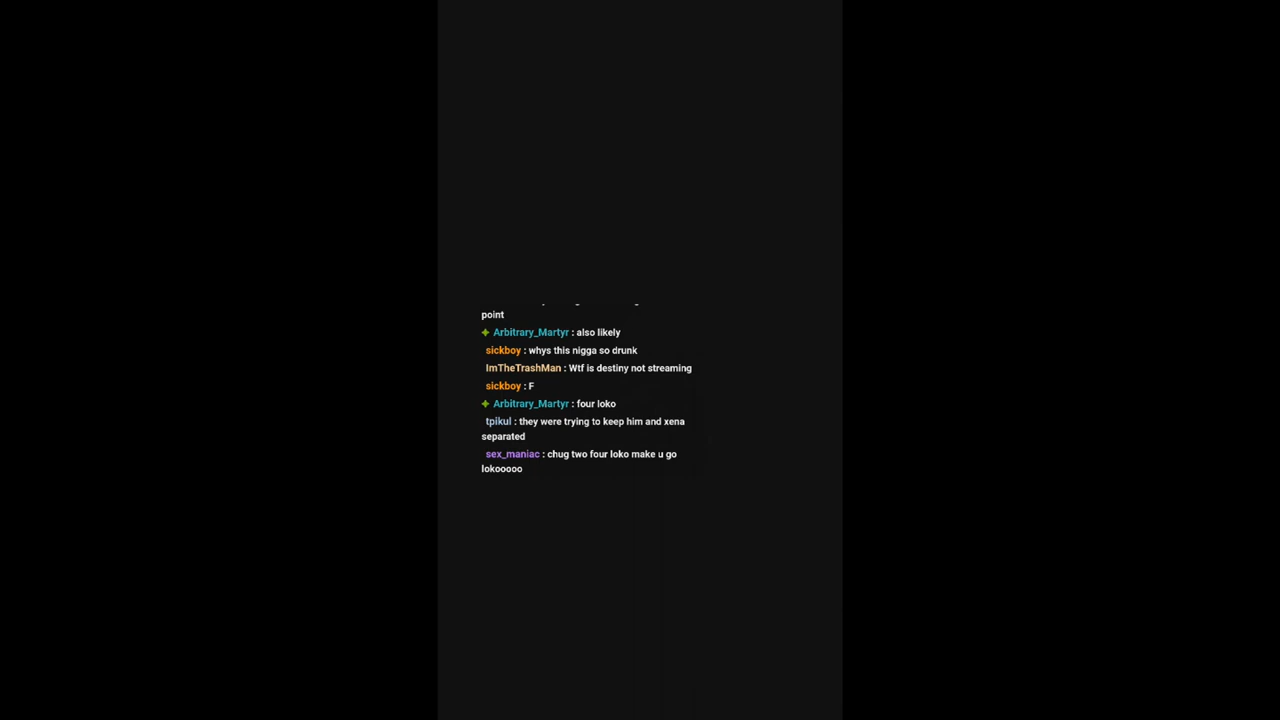 point
Arbitrary_Martyr : also likely
sickboy : whys this nigga so drunk
ImTheTrashMan : Wtf is destiny not streaming
sickboy : F
Arbitrary_Martyr : four loko
tpikul : they were trying to keep him and xena
separated
sex_maniac : chug two four loko make u go
lokooooo